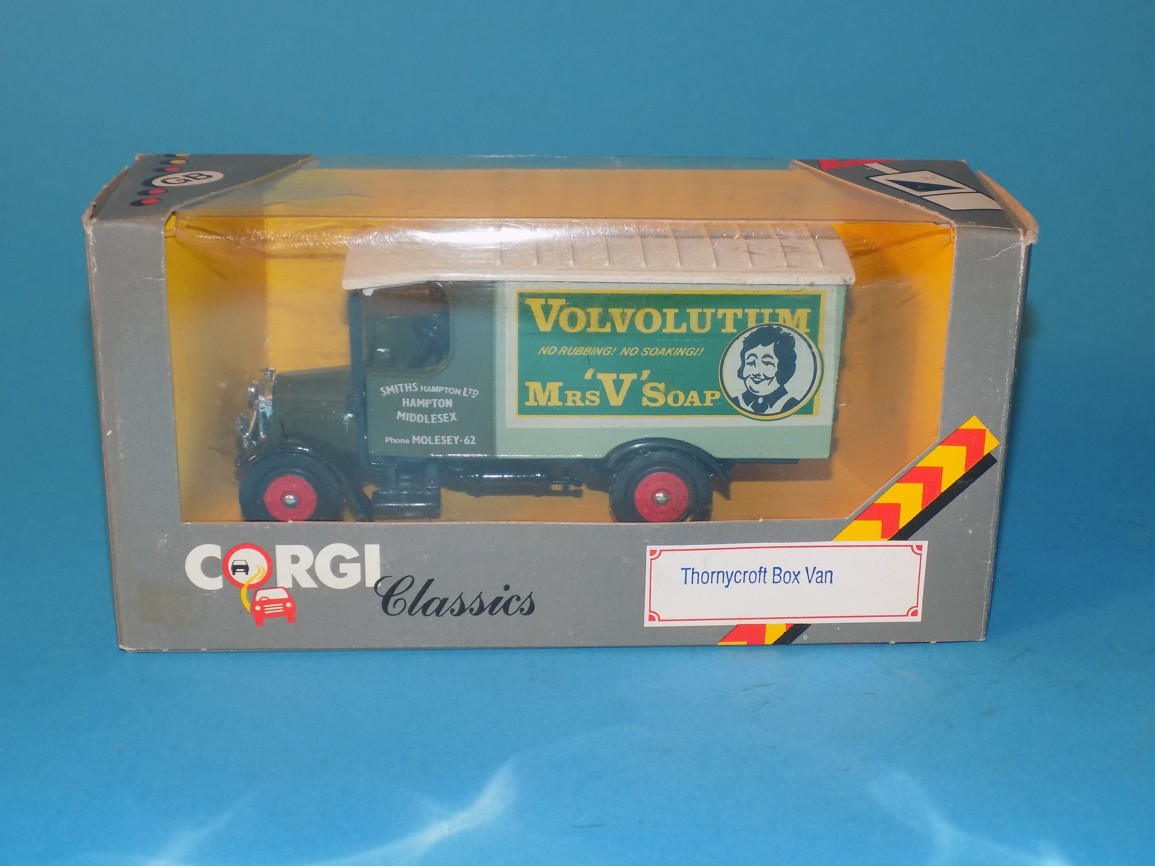 GB
VOLVOLUTUM
NO RUBBING! NO SOAKING!!
MRS 'V' SOAP
SMITHS HAMPTON LTD
HAMPTON
MIDDLESEX
Phone MOLESEY-62
CORGI
Classics
Thornycroft Box Van